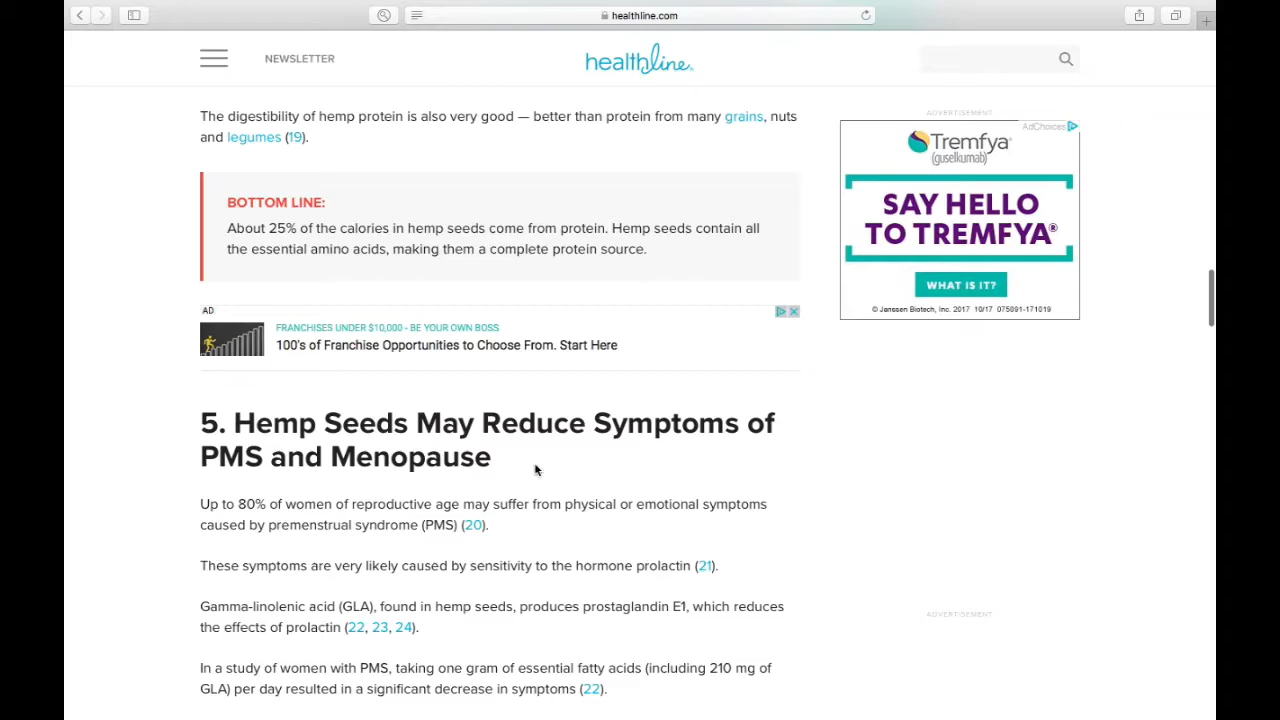 healthline.com
NEWSLETTER
healthline
The digestibility of hemp protein is also very good — better than protein from many grains, nuts
and legumes (19).
BOTTOM LINE:
About 25% of the calories in hemp seeds come from protein. Hemp seeds contain all
the essential amino acids, making them a complete protein source.
AD
FRANCHISES UNDER $10,000 - BE YOUR OWN BOSS
100's of Franchise Opportunities to Choose From. Start Here
5. Hemp Seeds May Reduce Symptoms of
PMS and Menopause
Up to 80% of women of reproductive age may suffer from physical or emotional symptoms
caused by premenstrual syndrome (PMS) (20).
These symptoms are very likely caused by sensitivity to the hormone prolactin (21).
Gamma-linolenic acid (GLA), found in hemp seeds, produces prostaglandin E1, which reduces
the effects of prolactin (22, 23, 24).
In a study of women with PMS, taking one gram of essential fatty acids (including 210 mg of
GLA) per day resulted in a significant decrease in symptoms (22).
ADVERTISEMENT
AdChoices
Tremfya®
(guselkumab)
SAY HELLO
TO TREMFYA®
WHAT IS IT?
© Janssen Biotech, Inc. 2017 10/17 075091-171019
ADVERTISEMENT